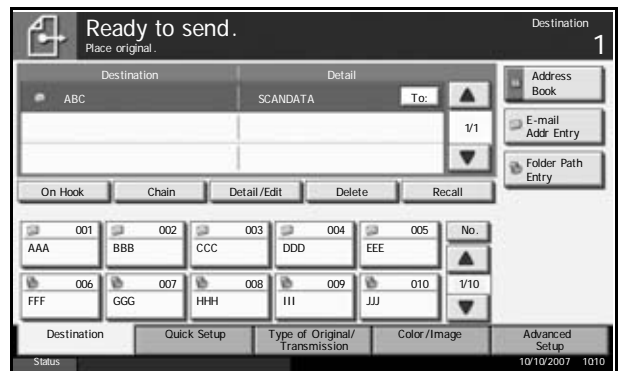 Ready to send.
Destination
Place original.
1
Destination Detail
ABC SCANDATA To:
1/1
Address
Book
E-mail
Addr Entry
Folder Path
Entry
On Hook Chain Detail/Edit Delete Recall
001 002 003 004 005 No.
AAA BBB CCC DDD EEE
006 007 008 009 010 1/10
FFF GGG HHH III JJJ
Destination Quick Setup Type of Original/
Transmission Color/Image Advanced
Setup
Status 10/10/2007 10:10